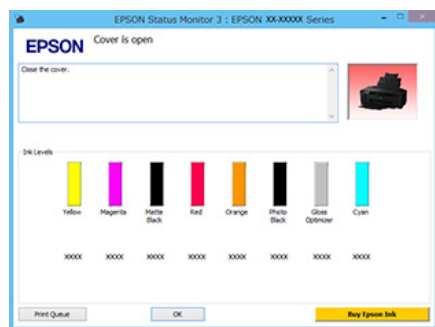 EPSON Status Monitor 3 : EPSON XX-XXXXX Series
EPSON
Cover is open
Close the cover.
Ink Levels
Yellow
Magenta
Matte
Black
Red
Orange
Photo
Black
Gloss
Optimizer
Cyan
XXXX XXXX XXXX XXXX XXXX XXXX XXXX XXXX
Print Queue
OK
Buy Epson Ink